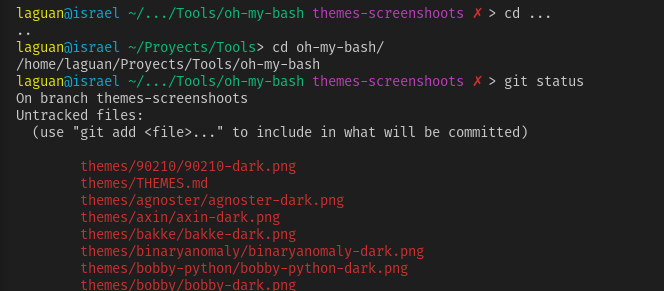 laguan@israel ~/.../Tools/oh-my-bash themes-screenshoots ✗ > cd ...
..
laguan@israel ~/Proyects/Tools> cd oh-my-bash/
/home/laguan/Proyects/Tools/oh-my-bash
laguan@israel ~/.../Tools/oh-my-bash themes-screenshoots ✗ > git status
On branch themes-screenshoots
Untracked files:
  (use "git add <file>..." to include in what will be committed)

        themes/90210/90210-dark.png
        themes/THEMES.md
        themes/agnoster/agnoster-dark.png
        themes/axin/axin-dark.png
        themes/bakke/bakke-dark.png
        themes/binaryanomaly/binaryanomaly-dark.png
        themes/bobby-python/bobby-python-dark.png
        themes/bobby/bobby-dark.png